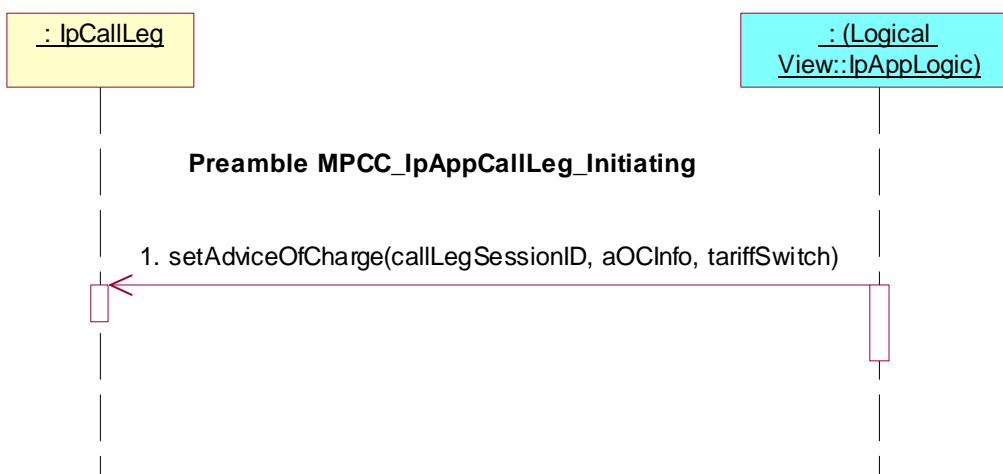 : IpCallLeg
: (Logical
View::IpAppLogic)
Preamble MPCC_IpAppCallLeg_Initiating
1. setAdviceOfCharge(callLegSessionID, aOCInfo, tariffSwitch)